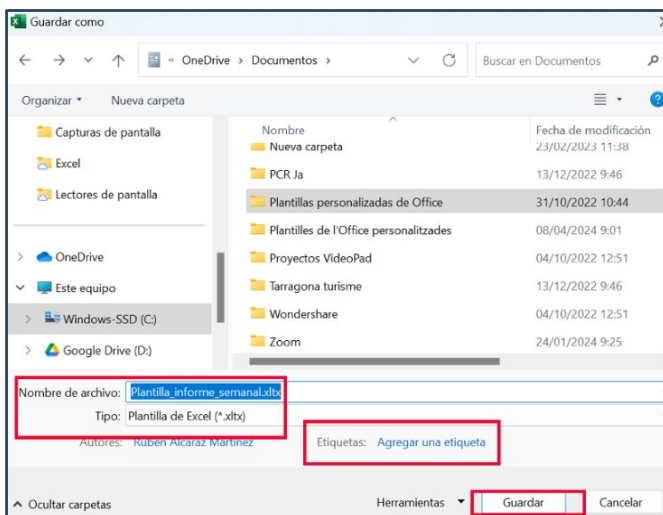 Guardar como
« OneDrive > Documentos >
Buscar en Documentos
Organizar
Nueva carpeta
Capturas de pantalla
Excel
Lectores de pantalla
OneDrive
Este equipo
Windows-SSD (C:)
Google Drive (D:)
Nombre Fecha de modificación
Nueva carpeta 23/02/2023 11:38
PCR Ja 13/12/2022 9:46
Plantillas personalizadas de Office 31/10/2022 10:44
Plantilles de l'Office personalitzades 08/04/2024 9:01
Proyectos VideoPad 04/10/2022 12:51
Tarragona turisme 13/12/2022 9:46
Wondershare 04/10/2022 12:51
Zoom 24/01/2024 9:25
Nombre de archivo: Plantilla_informe_semanal.xltx
Tipo: Plantilla de Excel (*.xltx)
Autores: Rubén Alcaraz Martínez
Etiquetas: Agregar una etiqueta
Ocultar carpetas
Herramientas
Guardar
Cancelar